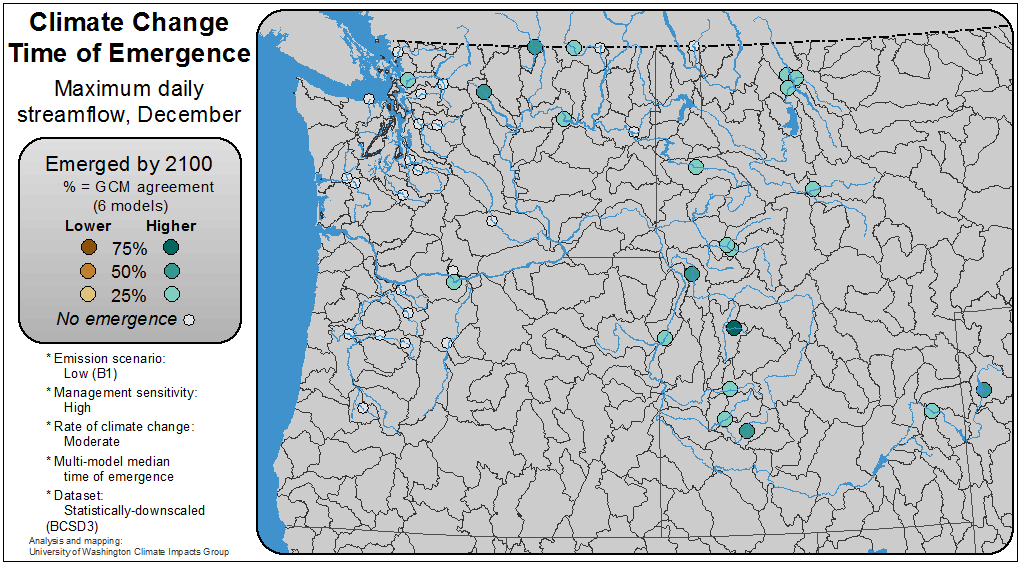 Climate Change
Time of Emergence
Maximum daily
streamflow, December
Emerged by 2100
% = GCM agreement
(6 models)
Lower Higher
75%
50%
25%
No emergence
* Emission scenario:
Low (B1)
* Management sensitivity:
High
* Rate of climate change:
Moderate
* Multi-model median
time of emergence
* Dataset:
Statistically-downscaled
(BCSD3)
Analysis and mapping:
University of Washington Climate Impacts Group